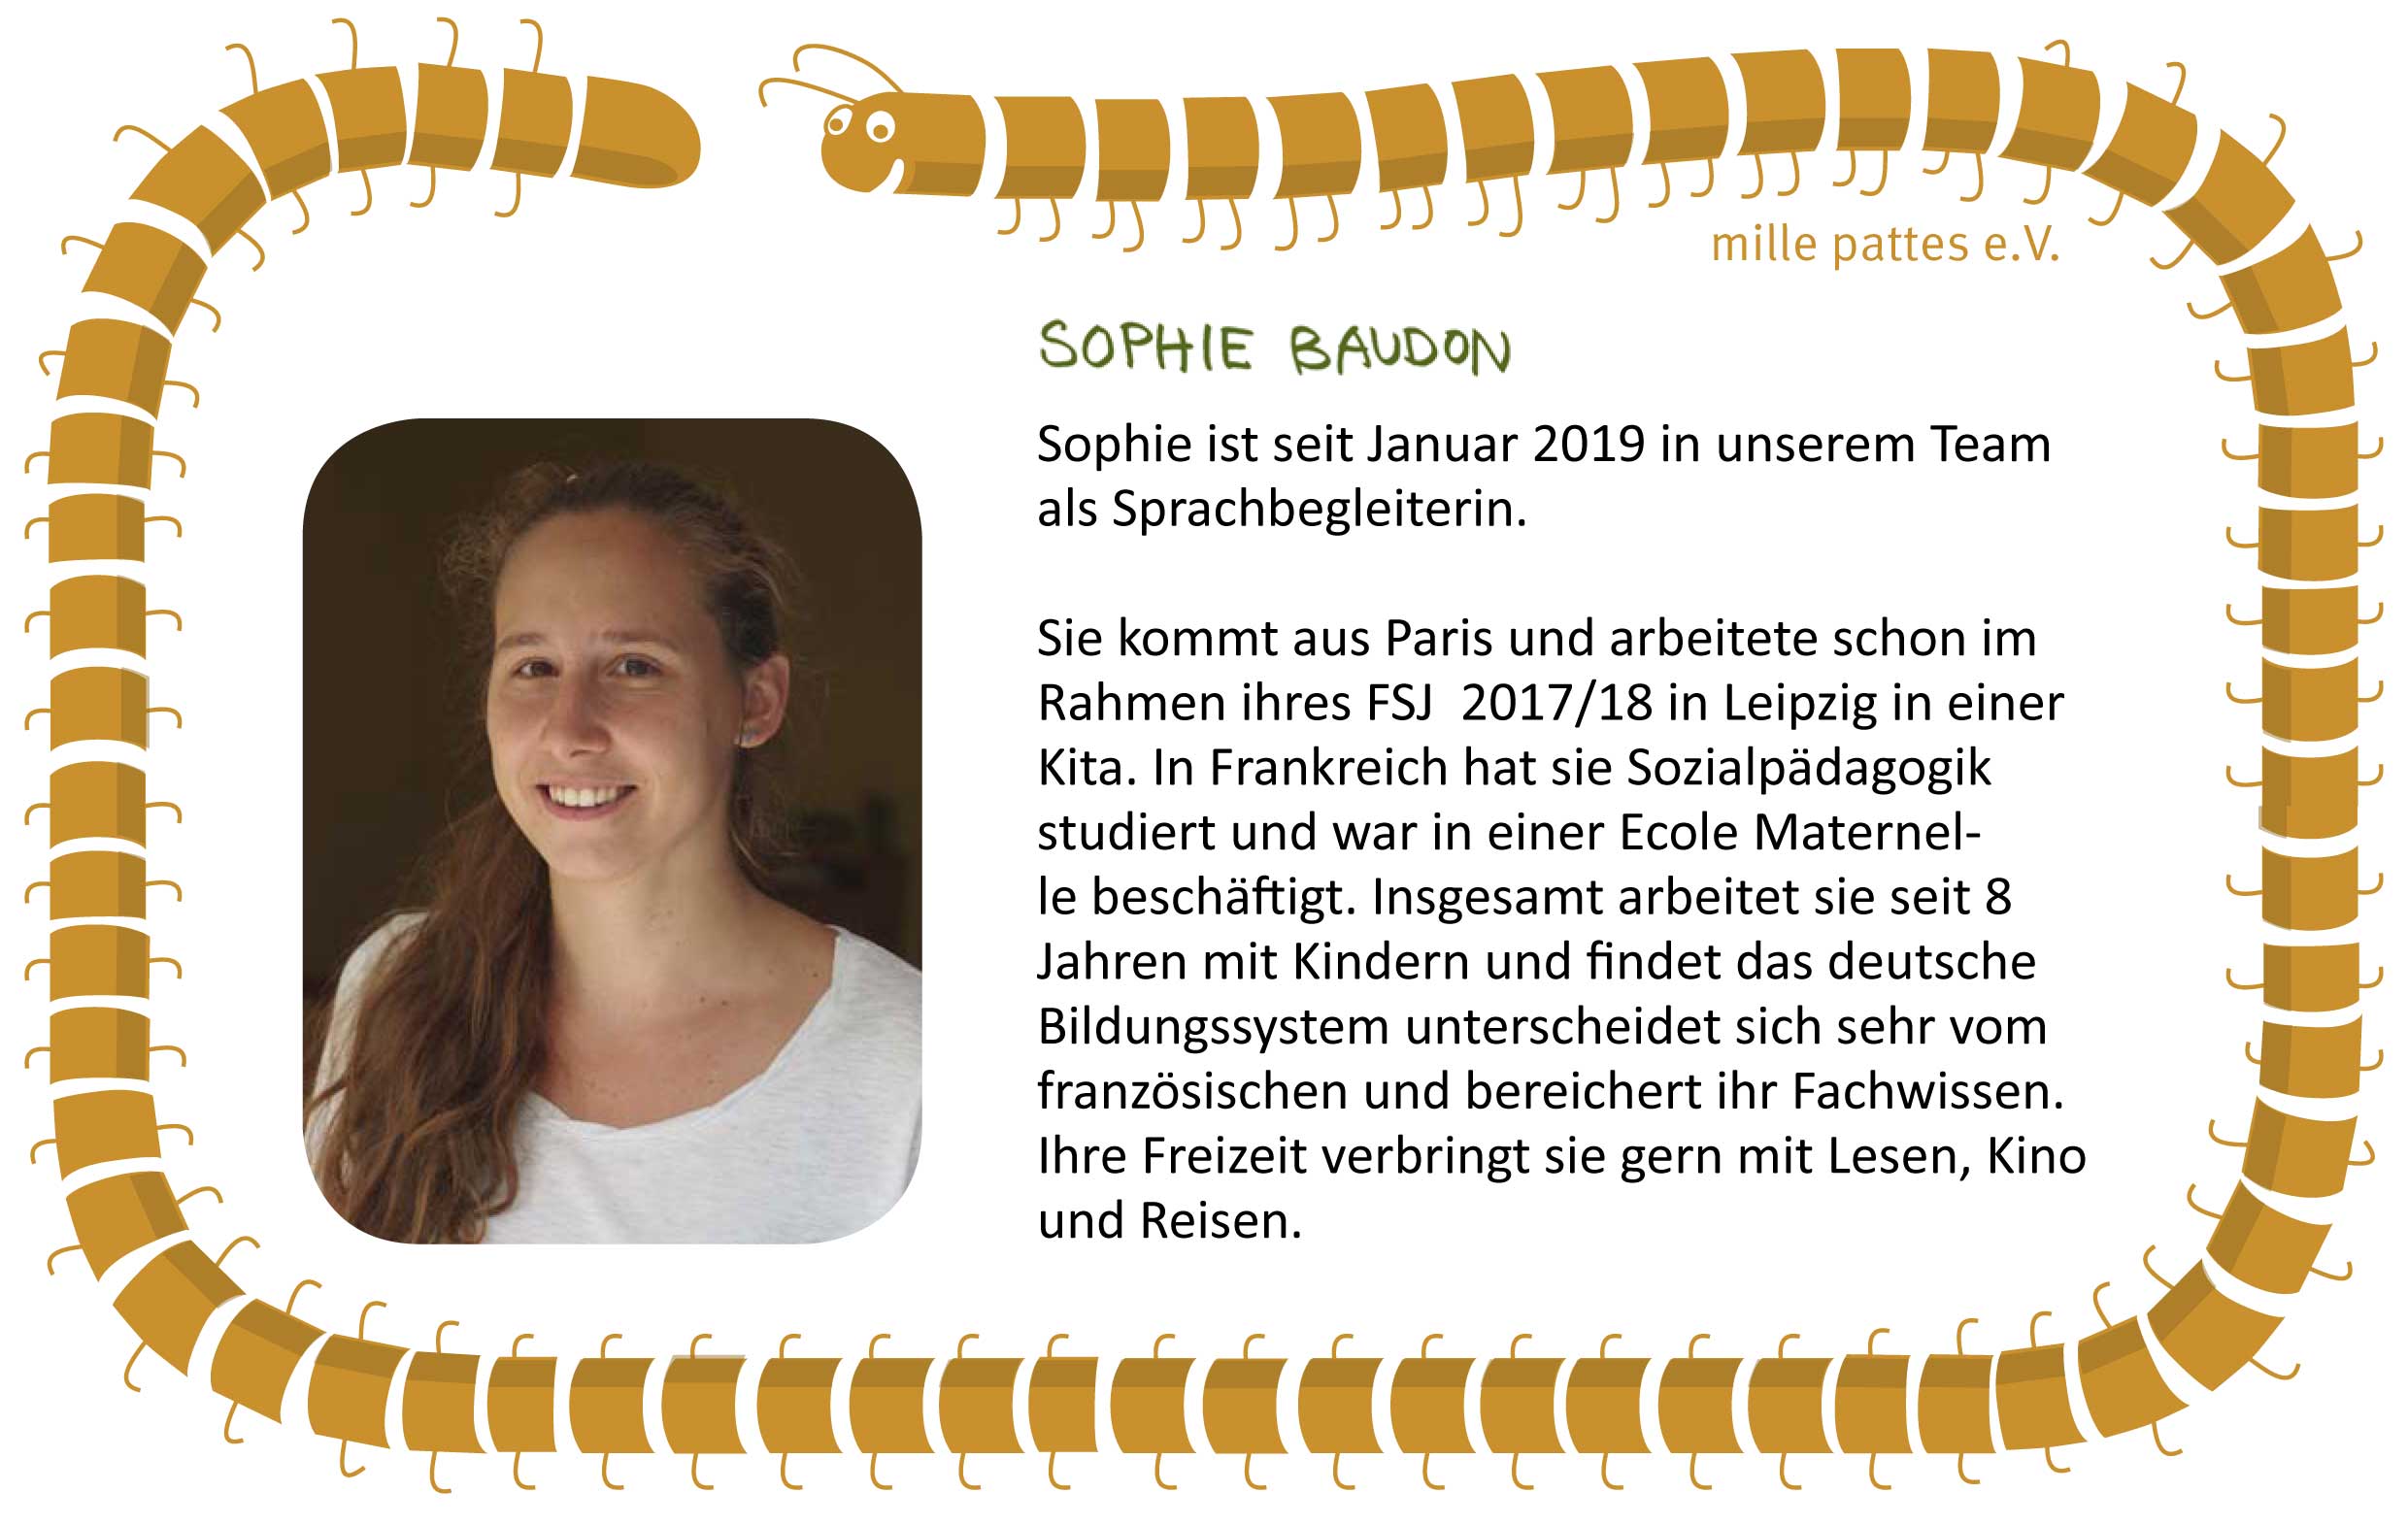 mille pattes e.V.
SOPHIE BAUDON
Sophie ist seit Januar 2019 in unserem Team
als Sprachbegleiterin.
Sie kommt aus Paris und arbeitete schon im
Rahmen ihres FSJ  2017/18 in Leipzig in einer
Kita. In Frankreich hat sie Sozialpädagogik
studiert und war in einer Ecole Maternel-
le beschäftigt. Insgesamt arbeitet sie seit 8
Jahren mit Kindern und findet das deutsche
Bildungssystem unterscheidet sich sehr vom
französischen und bereichert ihr Fachwissen.
Ihre Freizeit verbringt sie gern mit Lesen, Kino
und Reisen.